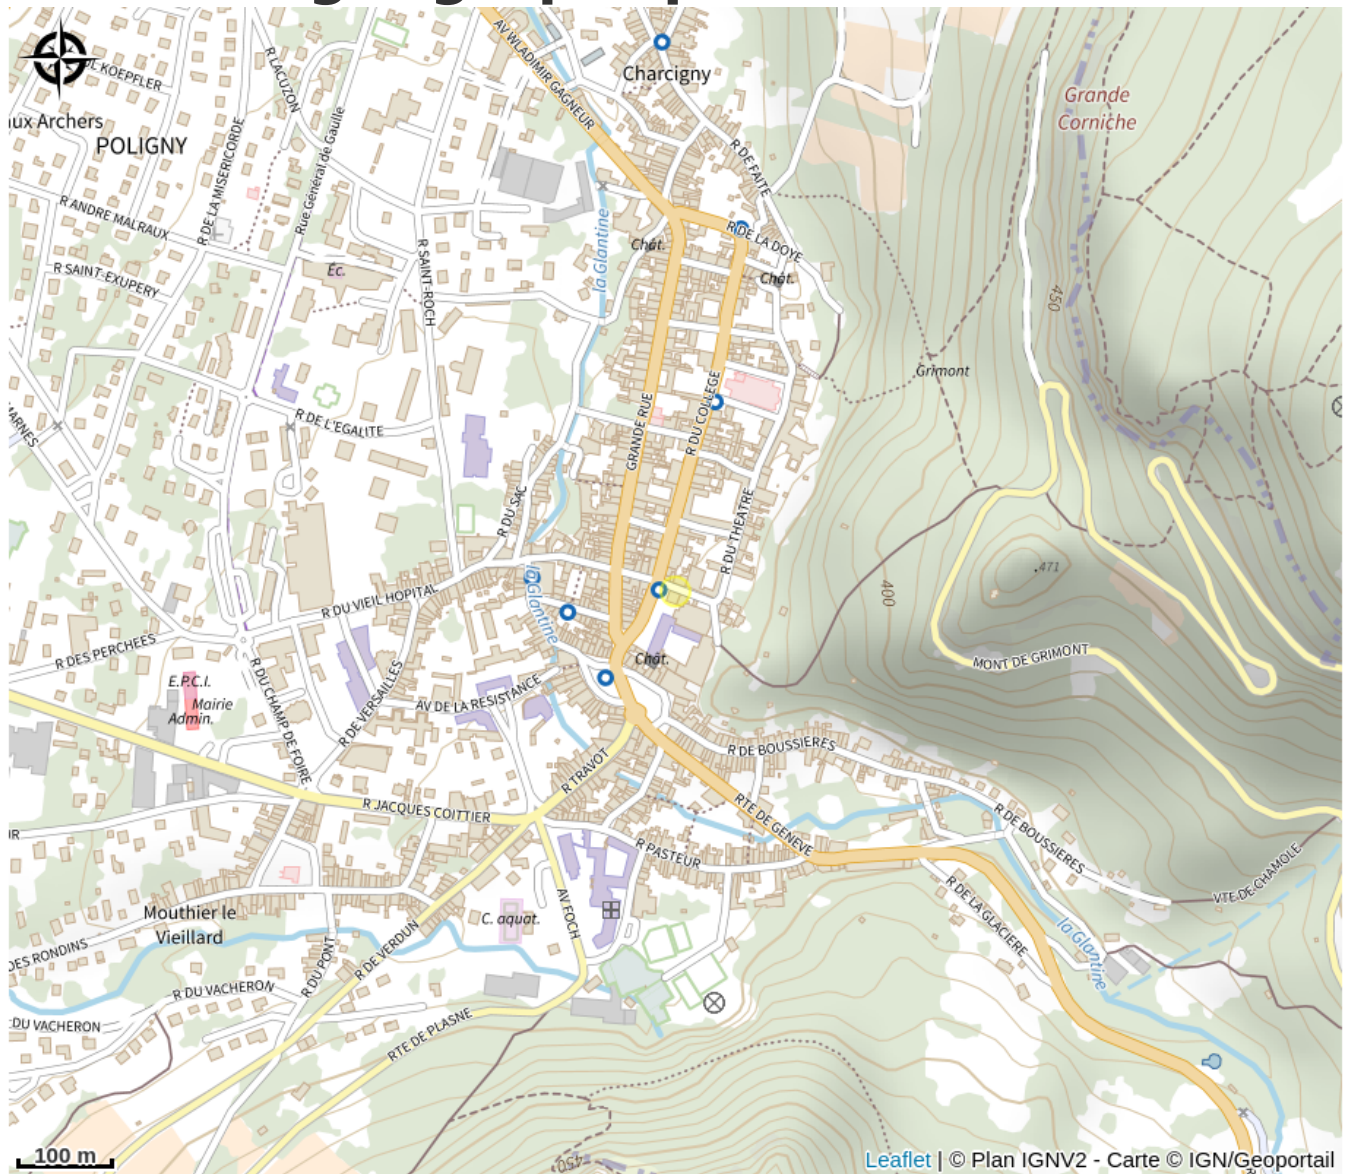 AV WLADIMIR GAGNEUR
Charcigny
Grande
Corniche
R LACUZON
KOEPFLER
ux Archers
POLIGNY
R DE LA MISERICORDE
Rue Général de Gaulle
R DE FAITE
R ANDRE MALRAUX
R SAINT-EXUPERY
Ec.
R SAINT-ROCH
la Glantine
Chât.
R DE LA DOYE
Chât.
450
Grimont
MARNES
R DE L'EGALITE
GRANDE RUE
R DU COLLEGE
R DU SAC
R DU THEATRE
.471
400
la Glantine
R DU VIEIL HOPITAL
R DES PERCHEES
Chât.
MONT DE GRIMONT
E.P.C.I.
Mairie
Admin.
R DU CHAMP DE FOIRE
R DE VERSAILLES
AV DE LA RESISTANCE
R DE BOUSSIERES
R TRAVOT
R JACQUES COITTIER
RTE DE GENEVE
R DE BOUSSIERES
UR
R PASTEUR
VTE DE CHAMOLE
R DE LA GLACIERE
Mouthier le
Vieillard
C. aquat.
AV FOCH
la Glantine
DES RONDINS
R DU PONT
R DE VERDUN
R DU VACHERON
DU VACHERON
RTE DE PLASNE
450
100 m
Leaflet | © Plan IGNV2 - Carte © IGN/Geoportail